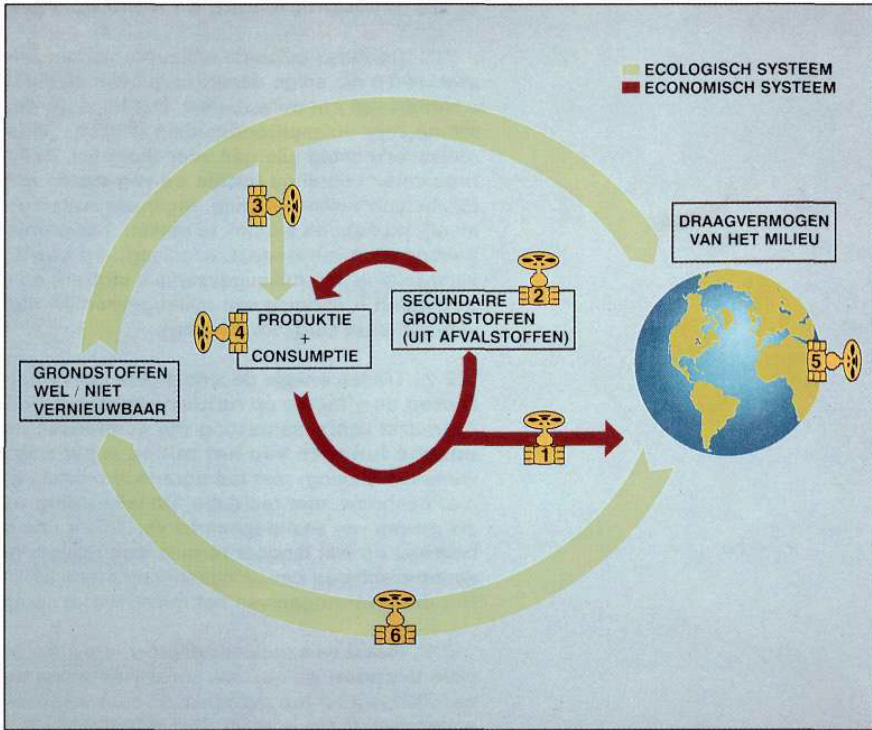 ECOLOGISCH SYSTEEM
ECONOMISCH SYSTEEM
3
DRAAGVERMOGEN
VAN HET MILIEU
2
SECUNDAIRE
GRONDSTOFFEN
(UIT AFVALSTOFFEN)
4
PRODUKTIE
+
CONSUMPTIE
5
GRONDSTOFFEN
WEL / NIET
VERNIEUWBAAR
1
6